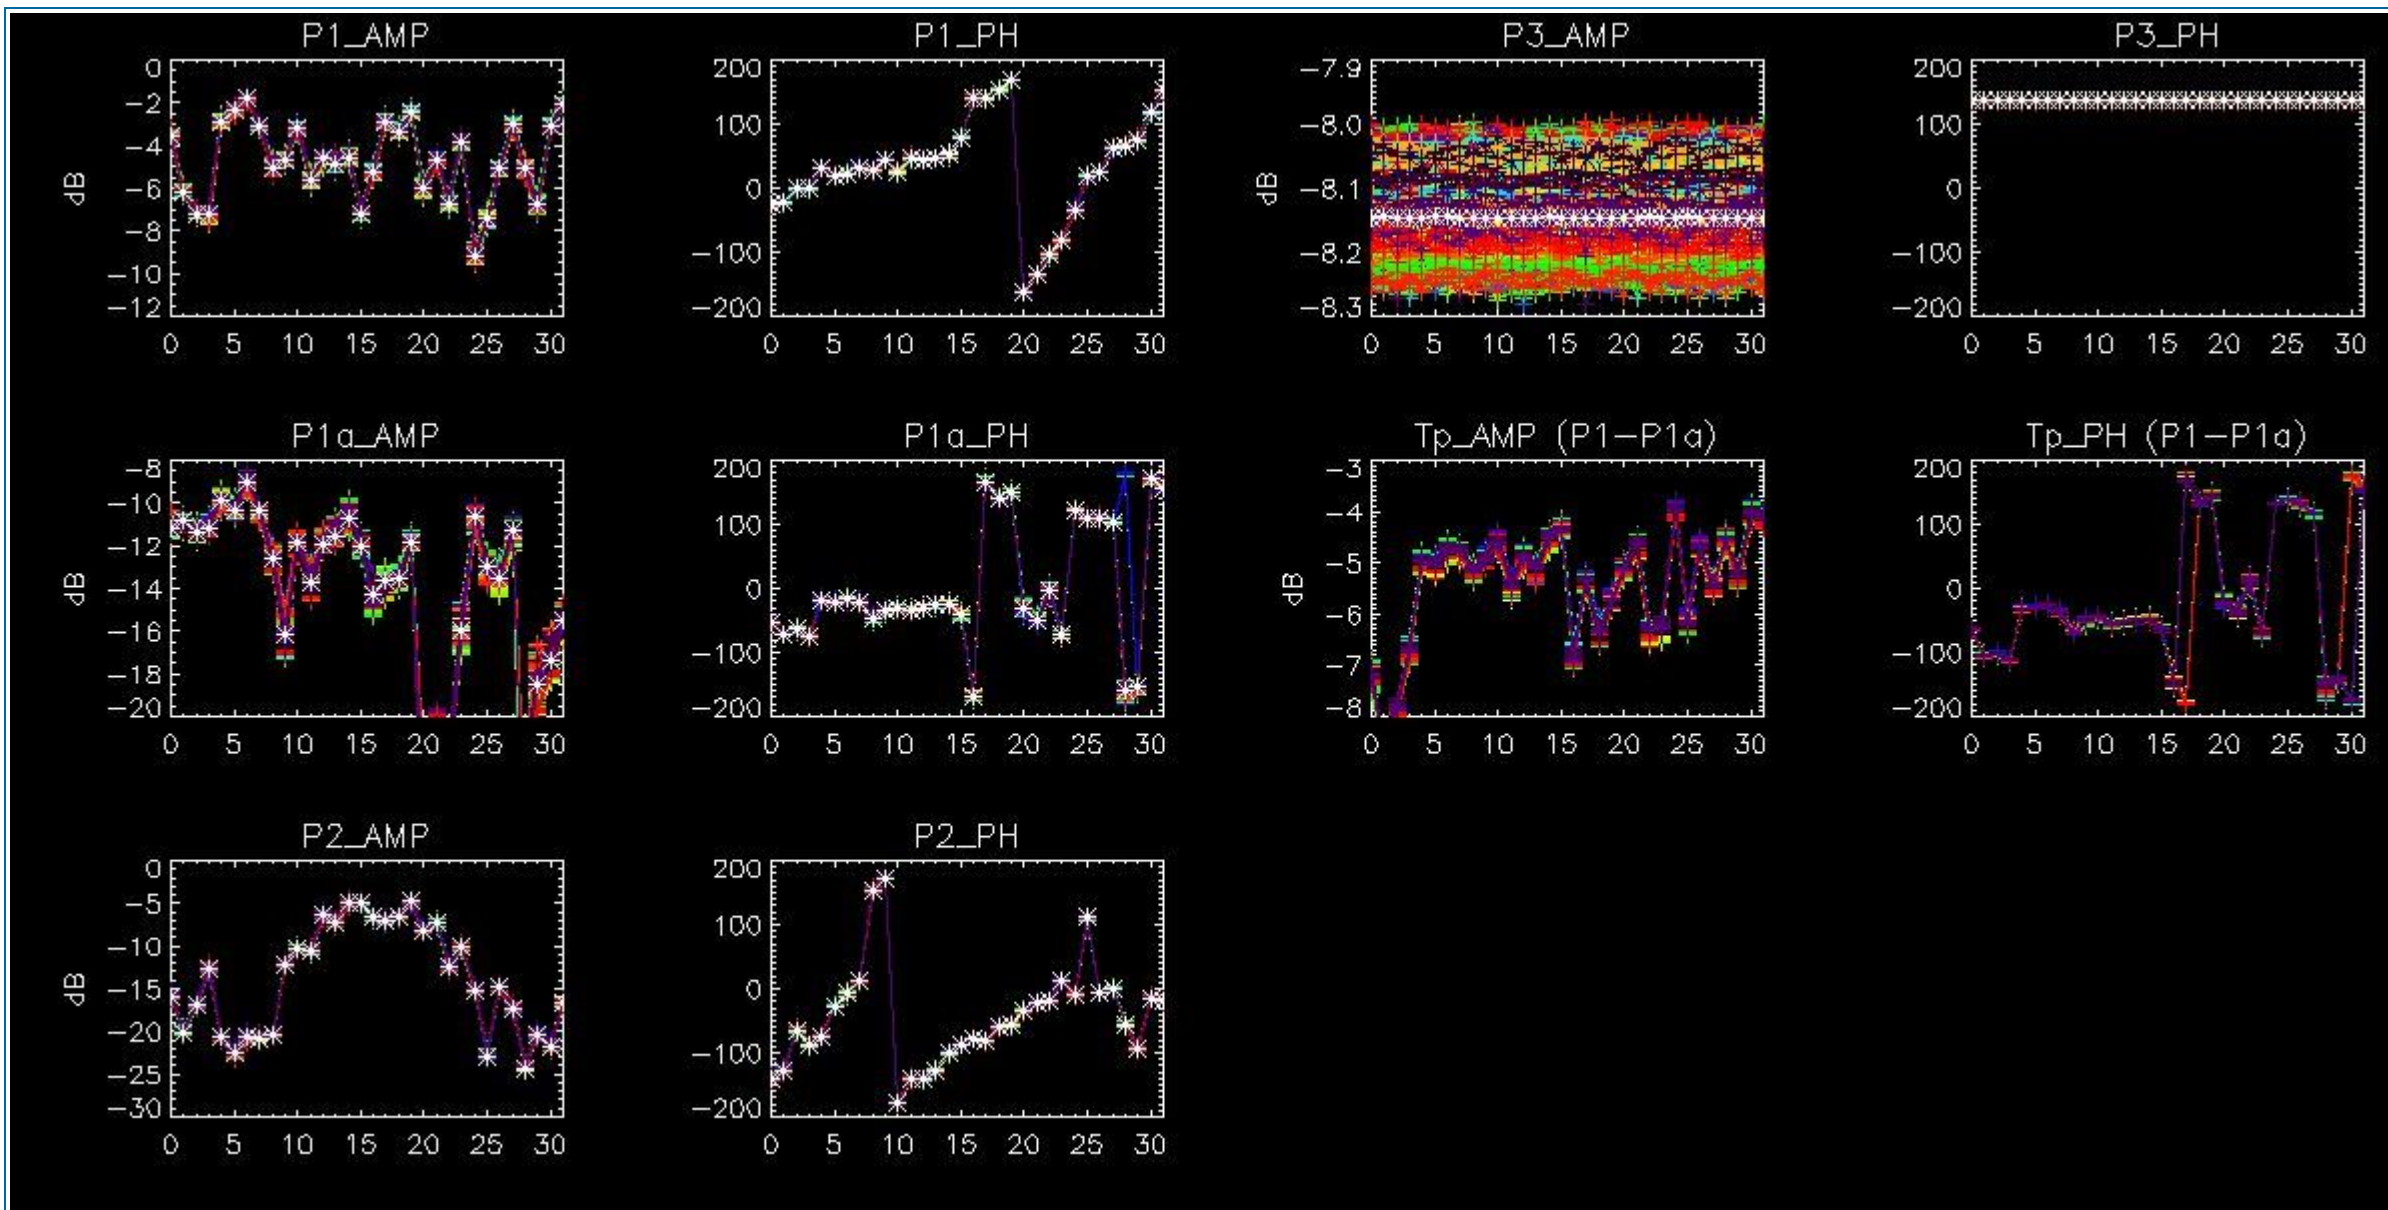 P1_AMP
0
−2
−4
−6
−8
−10
−12
dB
0 5 10 15 20 25 30
P1_PH
200
100
0
−100
−200
0 5 10 15 20 25 30
P3_AMP
−7.9
−8.0
−8.1
−8.2
−8.3
dB
0 5 10 15 20 25 30
P3_PH
200
100
0
−100
−200
0 5 10 15 20 25 30
P1a_AMP
−8
−10
−12
−14
−16
−18
−20
dB
0 5 10 15 20 25 30
P1a_PH
200
100
0
−100
−200
0 5 10 15 20 25 30
Tp_AMP (P1−P1a)
−3
−4
−5
−6
−7
−8
dB
0 5 10 15 20 25 30
Tp_PH (P1−P1a)
200
100
0
−100
−200
0 5 10 15 20 25 30
P2_AMP
0
−5
−10
−15
−20
−25
−30
dB
0 5 10 15 20 25 30
P2_PH
200
100
0
−100
−200
0 5 10 15 20 25 30